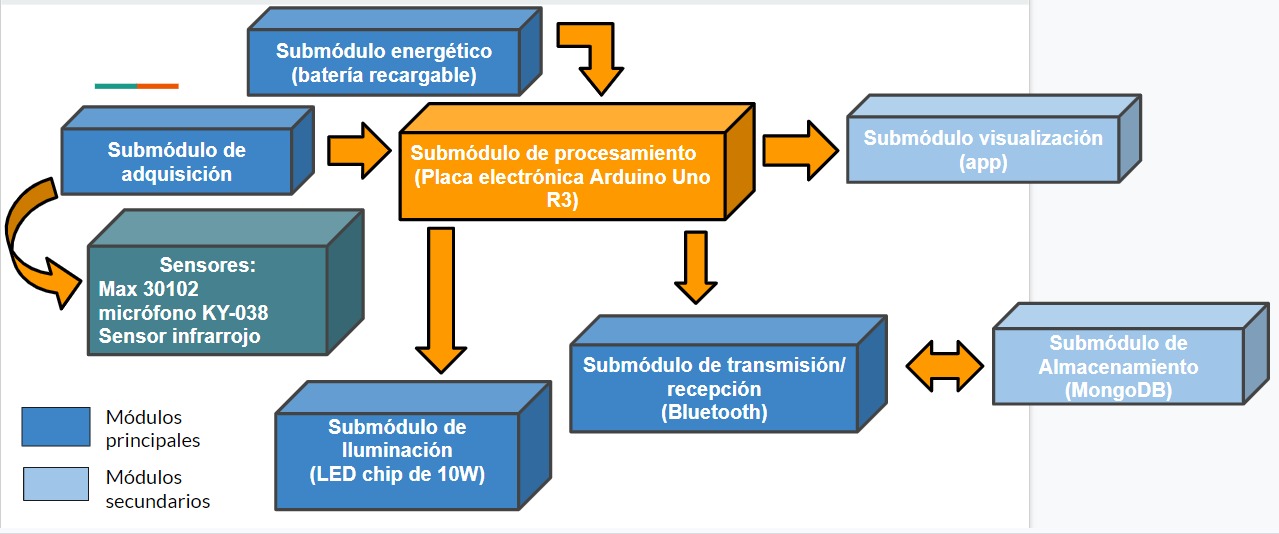 Submódulo energético
(batería recargable)
Submódulo de
adquisición
Submódulo de procesamiento
(Placa electrónica Arduino Uno
R3)
Submódulo visualización
(app)
Sensores:
Max 30102
micrófono KY-038
Sensor infrarrojo
Submódulo de transmisión/
recepción
(Bluetooth)
Submódulo de
Almacenamiento
(MongoDB)
Submódulo de
Iluminación
(LED chip de 10W)
Módulos
principales
Módulos
secundarios